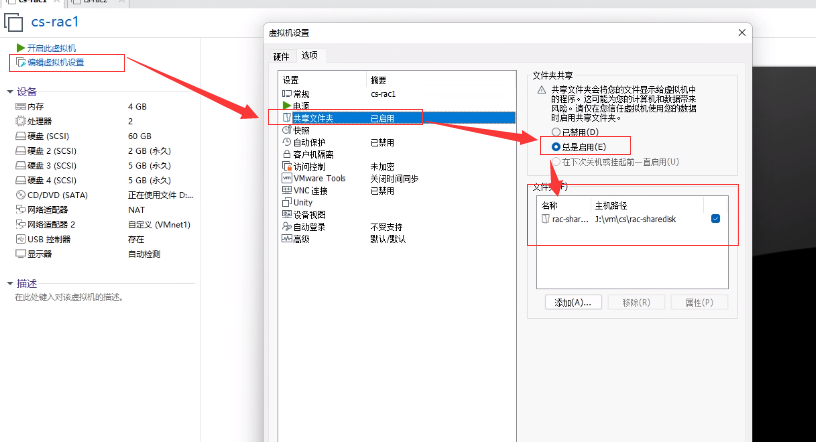 cs-rac1
cs-rac1
开启此虚拟机
编辑虚拟机设置
设备
内存 4 GB
处理器 2
硬盘 (SCSI) 60 GB
硬盘 2 (SCSI) 2 GB (永久)
硬盘 3 (SCSI) 5 GB (永久)
硬盘 4 (SCSI) 5 GB (永久)
CD/DVD (SATA) 正在使用文件 D:...
网络适配器 NAT
网络适配器 2 自定义 (VMnet1)
USB 控制器 存在
显示器 自动检测
描述
在此处键入对该虚拟机的描述。
虚拟机设置
硬件 选项
设置 摘要
常规 cs-rac1
电源
共享文件夹 已启用
快照
自动保护 已禁用
客户机隔离
访问控制 未加密
VMware Tools 关闭时间同步
VNC 连接 已禁用
Unity
设备视图
自动登录 不受支持
高级 默认/默认
文件夹共享
共享文件夹会将您的文件显示给虚拟机中
的程序。这可能为您的计算机和数据带来
风险。请仅在您信任虚拟机使用您的数据
时启用共享文件夹。
已禁用(D)
总是启用(E)
在下次关机或挂起前一直启用(U)
名称 主机路径
rac-shar... J:\vm\cs\rac-sharedisk
添加(A)... 移除(R) 属性(P)